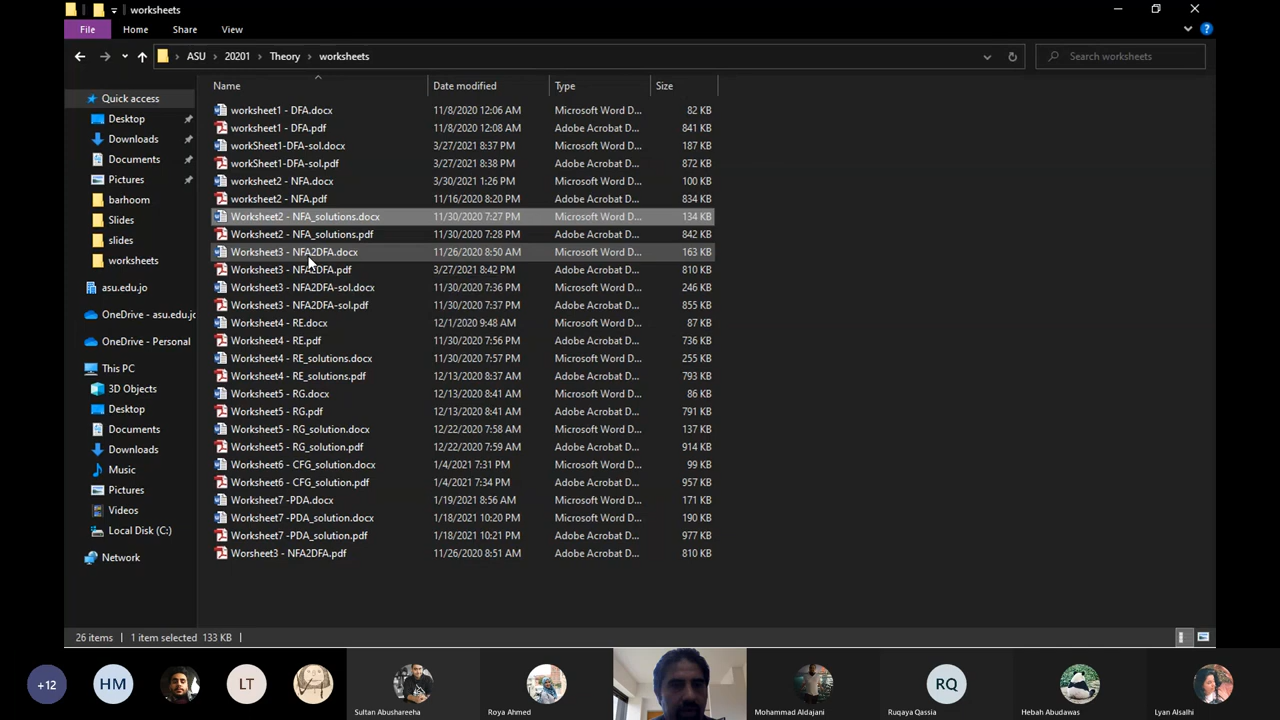 worksheets
File
Home
Share
View
ASU
20201
Theory
worksheets
Search worksheets
Name
Date modified
Type
Size
Quick access
Desktop
Downloads
Documents
Pictures
barhoom
Slides
slides
worksheets
asu.edu.jo
OneDrive - asu.edu.jo
OneDrive - Personal
This PC
3D Objects
Desktop
Documents
Downloads
Music
Pictures
Videos
Local Disk (C:)
Network
worksheet1 - DFA.docx 11/8/2020 12:06 AM Microsoft Word D... 82 KB
worksheet1 - DFA.pdf 11/8/2020 12:08 AM Adobe Acrobat D... 841 KB
workSheet1-DFA-sol.docx 3/27/2021 8:37 PM Microsoft Word D... 187 KB
workSheet1-DFA-sol.pdf 3/27/2021 8:38 PM Adobe Acrobat D... 872 KB
worksheet2 - NFA.docx 3/30/2021 1:26 PM Microsoft Word D... 100 KB
worksheet2 - NFA.pdf 11/16/2020 8:20 PM Adobe Acrobat D... 834 KB
Worksheet2 - NFA_solutions.docx 11/30/2020 7:27 PM Microsoft Word D... 134 KB
Worksheet2 - NFA_solutions.pdf 11/30/2020 7:28 PM Adobe Acrobat D... 842 KB
Worksheet3 - NFA2DFA.docx 11/26/2020 8:50 AM Microsoft Word D... 163 KB
Worksheet3 - NFA2DFA.pdf 3/27/2021 8:42 PM Adobe Acrobat D... 810 KB
Worksheet3 - NFA2DFA-sol.docx 11/30/2020 7:36 PM Microsoft Word D... 246 KB
Worksheet3 - NFA2DFA-sol.pdf 11/30/2020 7:37 PM Adobe Acrobat D... 855 KB
Worksheet4 - RE.docx 12/1/2020 9:48 AM Microsoft Word D... 87 KB
Worksheet4 - RE.pdf 11/30/2020 7:56 PM Adobe Acrobat D... 736 KB
Worksheet4 - RE_solutions.docx 11/30/2020 7:57 PM Microsoft Word D... 255 KB
Worksheet4 - RE_solutions.pdf 12/13/2020 8:37 AM Adobe Acrobat D... 793 KB
Worksheet5 - RG.docx 12/13/2020 8:41 AM Microsoft Word D... 86 KB
Worksheet5 - RG.pdf 12/13/2020 8:41 AM Adobe Acrobat D... 791 KB
Worksheet5 - RG_solution.docx 12/22/2020 7:58 AM Microsoft Word D... 137 KB
Worksheet5 - RG_solution.pdf 12/22/2020 7:59 AM Adobe Acrobat D... 914 KB
Worksheet6 - CFG_solution.docx 1/4/2021 7:31 PM Microsoft Word D... 99 KB
Worksheet6 - CFG_solution.pdf 1/4/2021 7:34 PM Adobe Acrobat D... 957 KB
Worksheet7 -PDA.docx 1/19/2021 8:56 AM Microsoft Word D... 171 KB
Worksheet7 -PDA_solution.docx 1/18/2021 10:20 PM Microsoft Word D... 190 KB
Worksheet7 -PDA_solution.pdf 1/18/2021 10:21 PM Adobe Acrobat D... 977 KB
Worsheet3 - NFA2DFA.pdf 11/26/2020 8:51 AM Adobe Acrobat D... 810 KB
26 items
1 item selected 133 KB
+12
HM
LT
RQ
Sultan Abushareeha
Roya Ahmed
Mohammad Aldajani
Ruqaya Qassia
Hebah Abudawas
Lyan Alsalhi